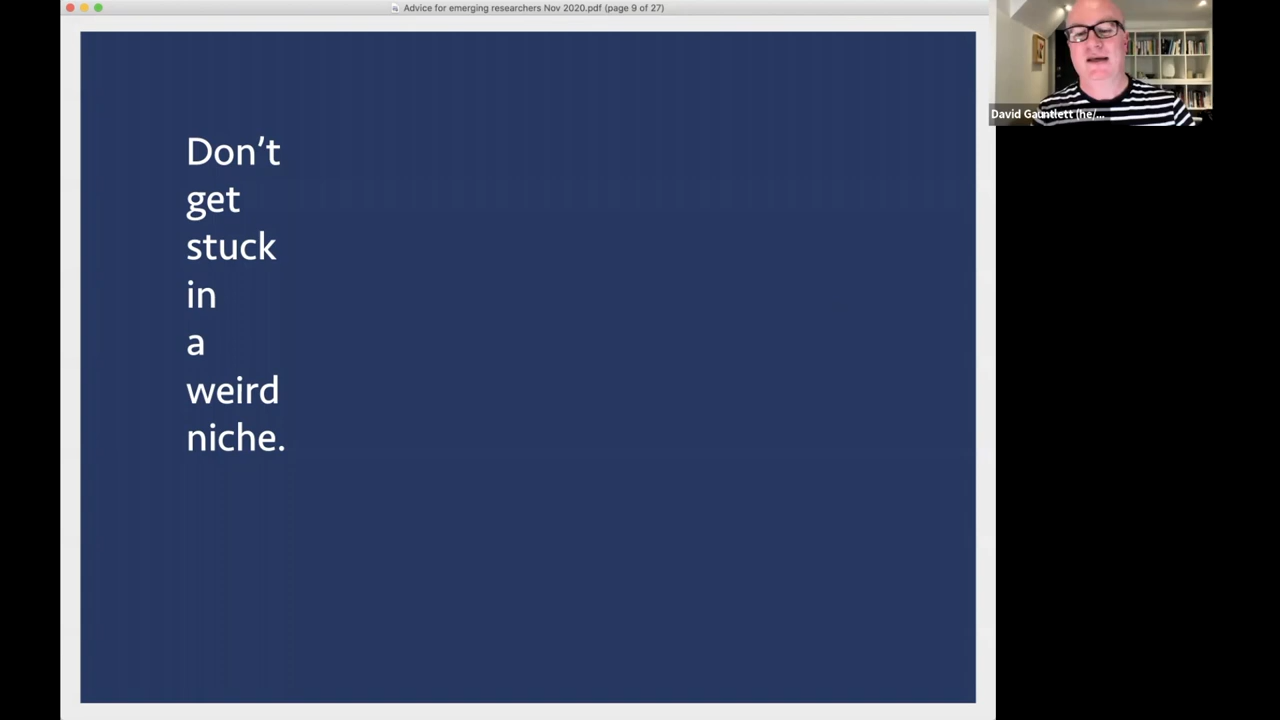 Advice for emerging researchers Nov 2020.pdf (page 9 of 27)
David Gauntlett (he/...
Don't
get
stuck
in
a
weird
niche.